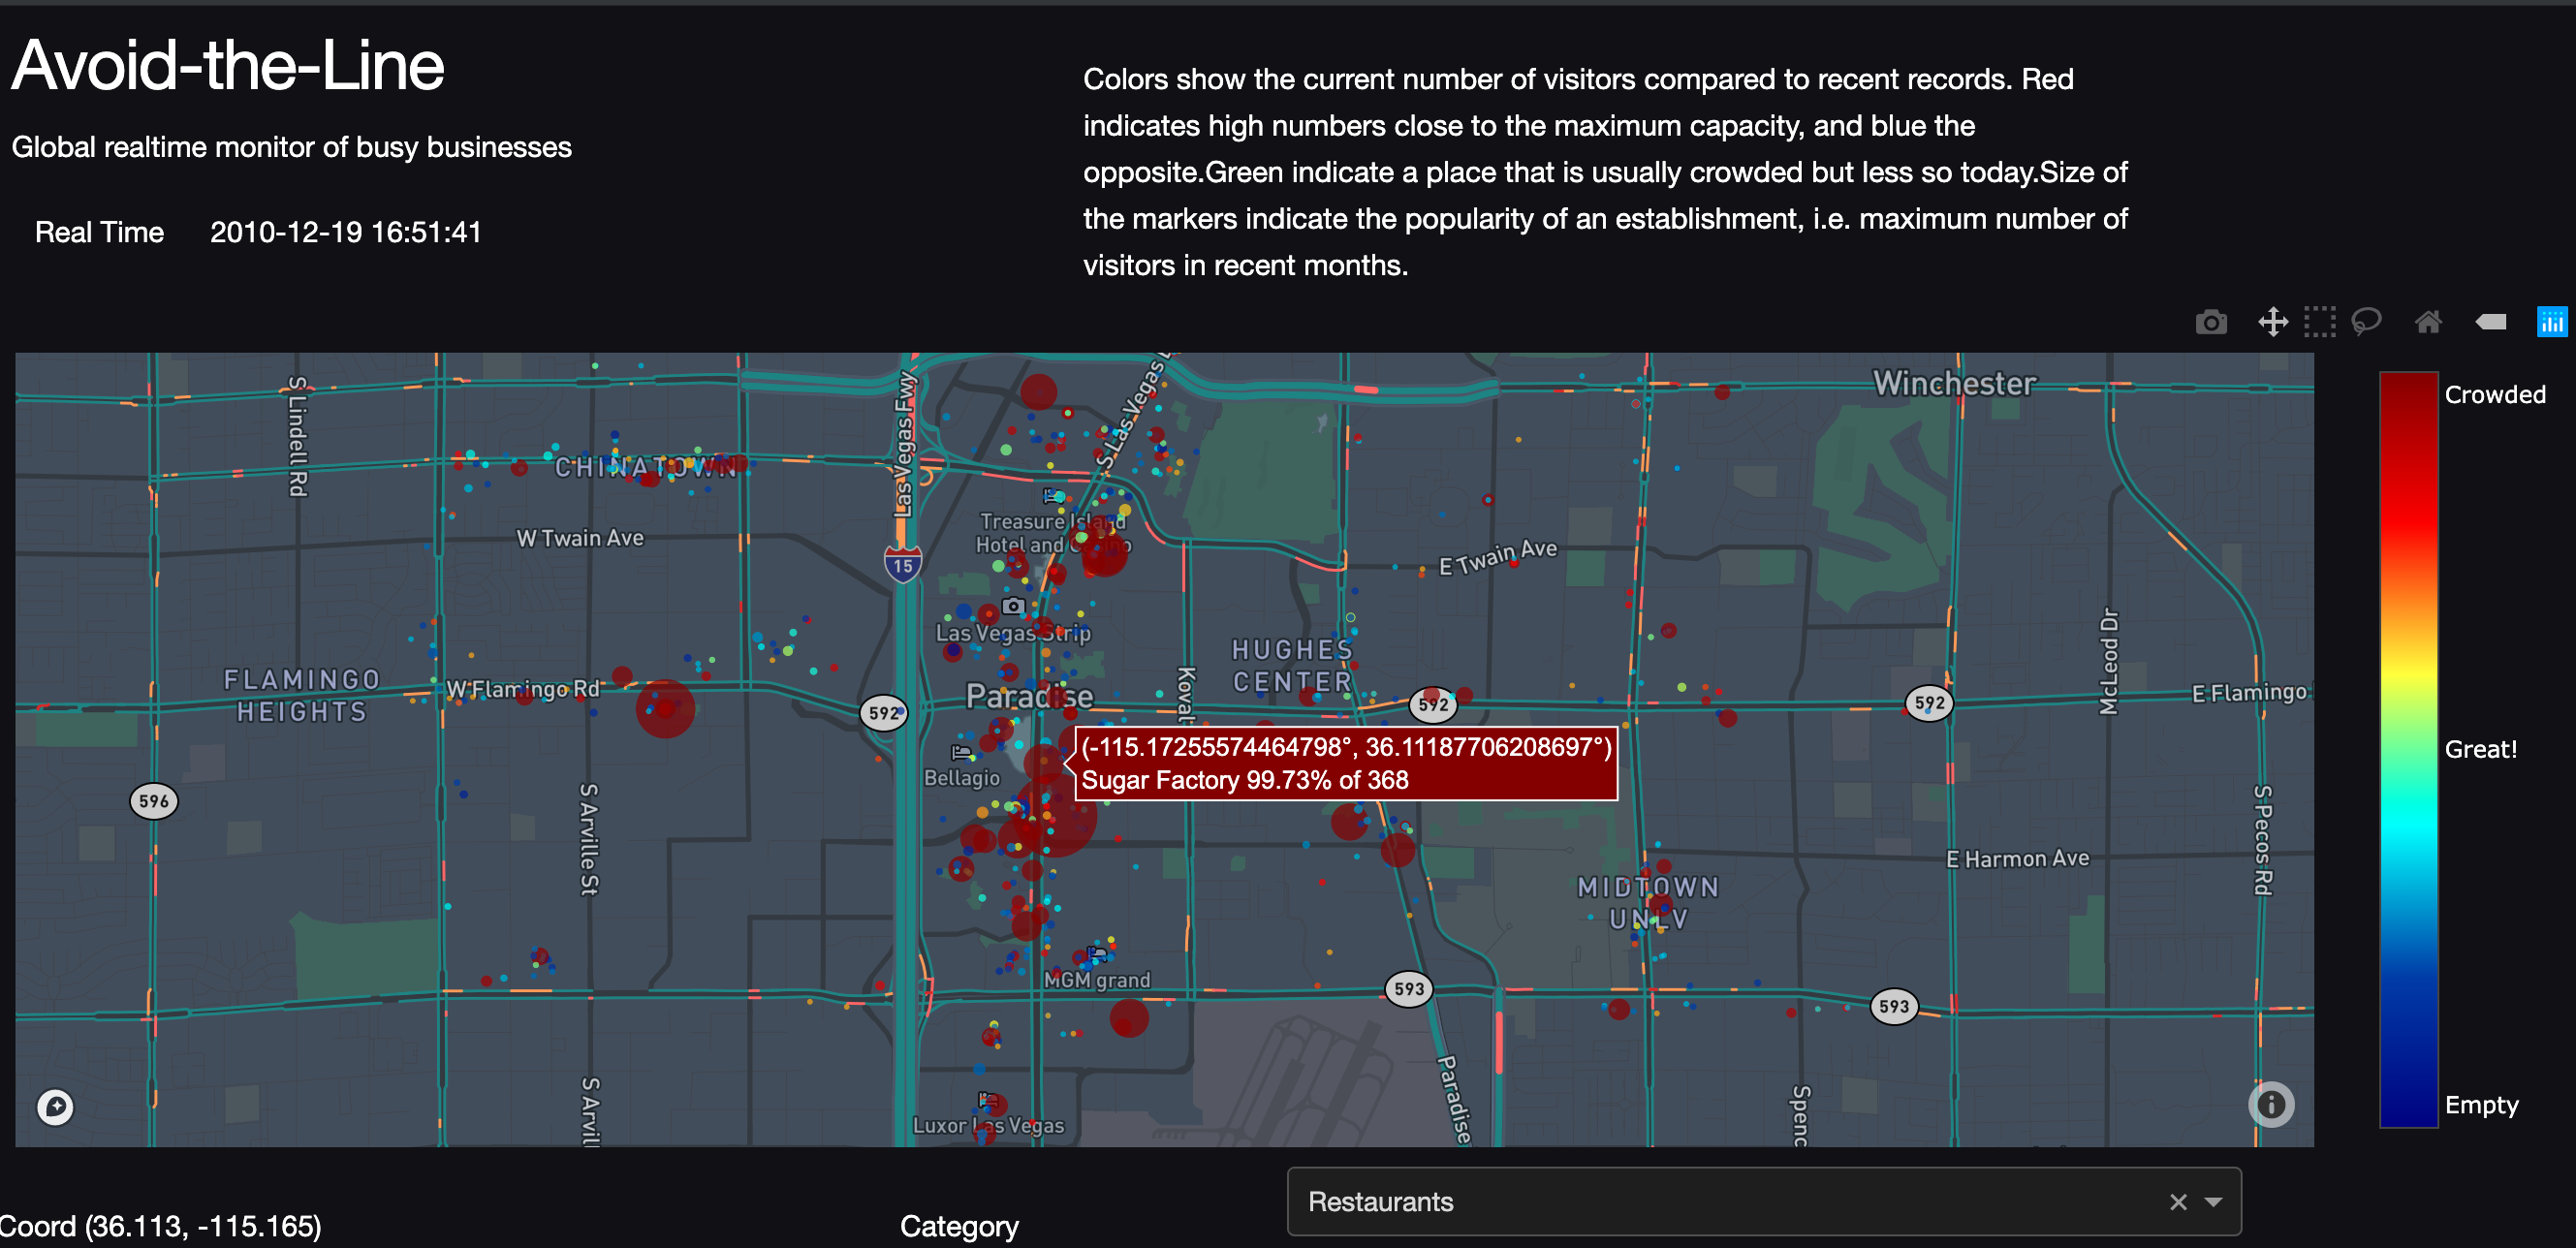 Avoid-the-Line
Global realtime monitor of busy businesses
Real Time 2010-12-19 16:51:41
Colors show the current number of visitors compared to recent records. Red
indicates high numbers close to the maximum capacity, and blue the
opposite.Green indicate a place that is usually crowded but less so today.Size of
the markers indicate the popularity of an establishment, i.e. maximum number of
visitors in recent months.
S Lindell Rd
Las Vegas Fwy
S Las Vegas
Winchester
CHINATOWN
W Twain Ave
15
Treasure Island
Hotel and
E Twain Ave
Las Vegas Strip
HUGHES
CENTER
McLeod Dr
FLAMINGO
HEIGHTS
W Flamingo Rd
592
Paradise
Koval
592
592
E Flamingo
(-115.17255574464798°, 36.11187706208697°)
Sugar Factory 99.73% of 368
Bellagio
596
S Arville St
S Pecos Rd
E Harmon Ave
MIDTOWN
UNLV
MGM grand
593
593
S Arvil
Luxor Las Vegas
Paradise
Spenc
Crowded
Great!
Empty
Coord (36.113, -115.165)
Category
Restaurants